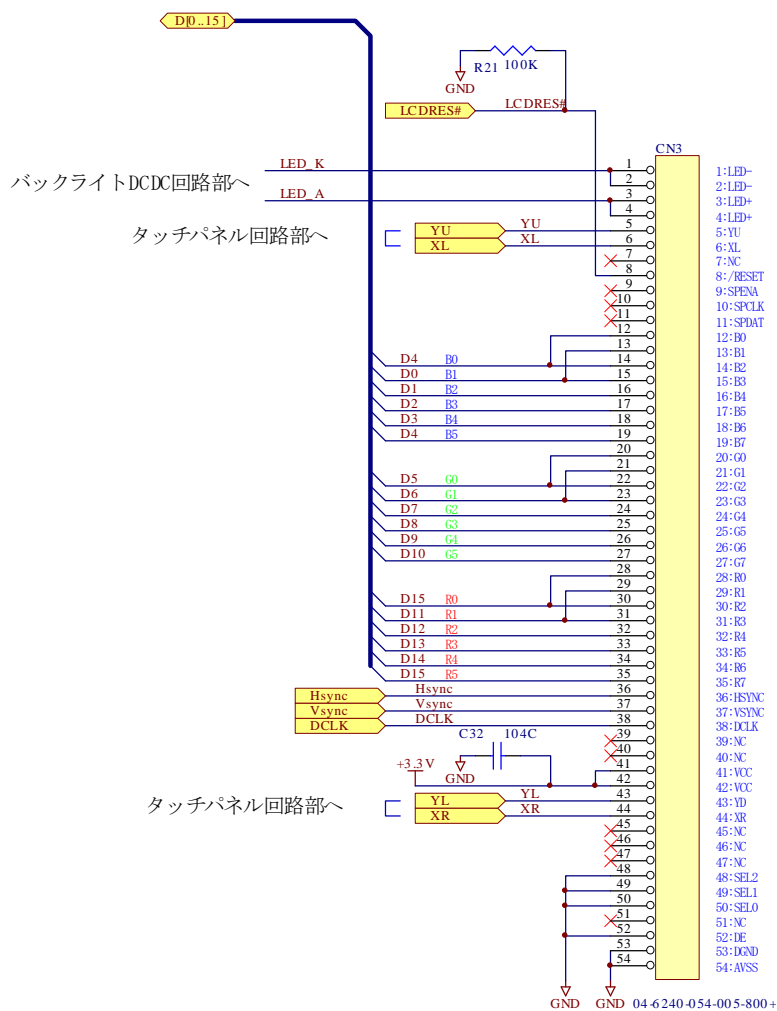 D[0..15]
R21 100K
GND
LCDRES# LCDRES#
CN3
LED_K 1 1:LED-
バックライトDCDC回路部へ 2 2:LED-
LED_A 3 3:LED+
4 4:LED+
タッチパネル回路部へ YU YU 5 5:YU
XL XL 6 6:XL
7 7:NC
8 8:/RESET
9 9:SPENA
10 10:SPCLK
11 11:SPDAT
12 12:B0
13 13:B1
D4 B0 14 14:B2
D0 B1 15 15:B3
D1 B2 16 16:B4
D2 B3 17 17:B5
D3 B4 18 18:B6
D4 B5 19 19:B7
20 20:G0
21 21:G1
D5 G0 22 22:G2
D6 G1 23 23:G3
D7 G2 24 24:G4
D8 G3 25 25:G5
D9 G4 26 26:G6
D10 G5 27 27:G7
28 28:R0
29 29:R1
D15 R0 30 30:R2
D11 R1 31 31:R3
D12 R2 32 32:R4
D13 R3 33 33:R5
D14 R4 34 34:R6
D15 R5 35 35:R7
Hsync Hsync 36 36:HSYNC
Vsync Vsync 37 37:VSYNC
DCLK DCLK 38 38:DCLK
C32 104C 39 39:NC
40 40:NC
+3.3V GND 41 41:VCC
42 42:VCC
タッチパネル回路部へ YL YL 43 43:YD
XR XR 44 44:XR
45 45:NC
46 46:NC
47 47:NC
48 48:SEL2
49 49:SEL1
50 50:SEL0
51 51:NC
52 52:DE
53 53:DGND
54 54:AVSS
GND GND 04-6240-054-005-800+